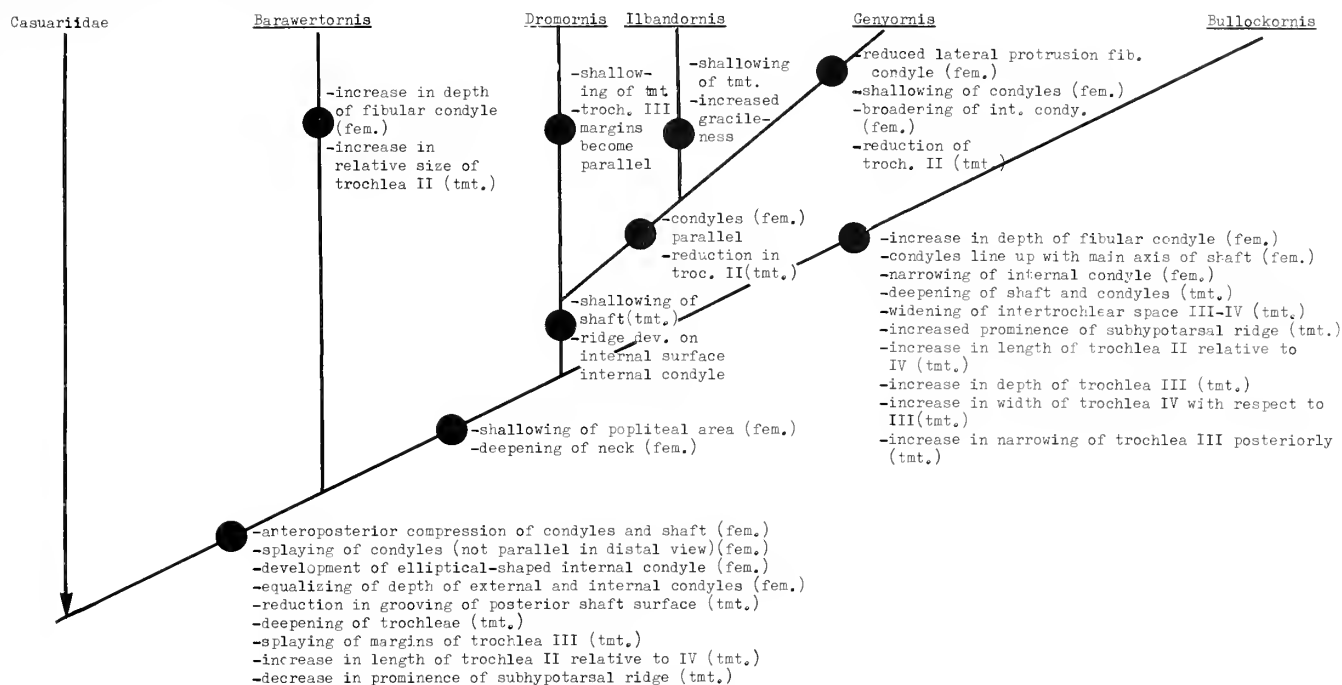 Casuariidae
Barawertornis
Dromornis
Ilbandornis
Genyornis
Bullockornis
-increase in depth
of fibular condyle
(fem.)
-increase in
relative size of
trochlea II (tmt.)
-shallow-
ing of tmt.
-troch. III
margins
become
parallel
-shallowing
of tmt.
-increased
gracile-
ness
-reduced lateral protrusion fib.
condyle (fem.)
-shallowing of condyles (fem.)
-broadering of int. condy.
(fem.)
-reduction of
troch. II (tmt.)
-condyles (fem.)
parallel
-reduction in
troc. II(tmt.)
-shallowing of
shaft(tmt.)
-ridge dev. on
internal surface
internal condyle
-increase in depth of fibular condyle (fem.)
-condyles line up with main axis of shaft (fem.)
-narrowing of internal condyle (fem.)
-deepening of shaft and condyles (tmt.)
-widening of intertrochlear space III-IV (tmt.)
-increased prominence of subhypotarsal ridge (tmt.)
-increase in length of trochlea II relative to
IV (tmt.)
-increase in depth of trochlea III (tmt.)
-increase in width of trochlea IV with respect to
III(tmt.)
-increase in narrowing of trochlea III posteriorly
(tmt.)
-shallowing of popliteal area (fem.)
-deepening of neck (fem.)
-anteroposterior compression of condyles and shaft (fem.)
-splaying of condyles (not parallel in distal view)(fem.)
-development of elliptical-shaped internal condyle (fem.)
-equalizing of depth of external and internal condyles (fem.)
-reduction in grooving of posterior shaft surface (tmt.)
-deepening of trochleae (tmt.)
-splaying of margins of trochlea III (tmt.)
-increase in length of trochlea II relative to IV (tmt.)
-decrease in prominence of subhypotarsal ridge (tmt.)